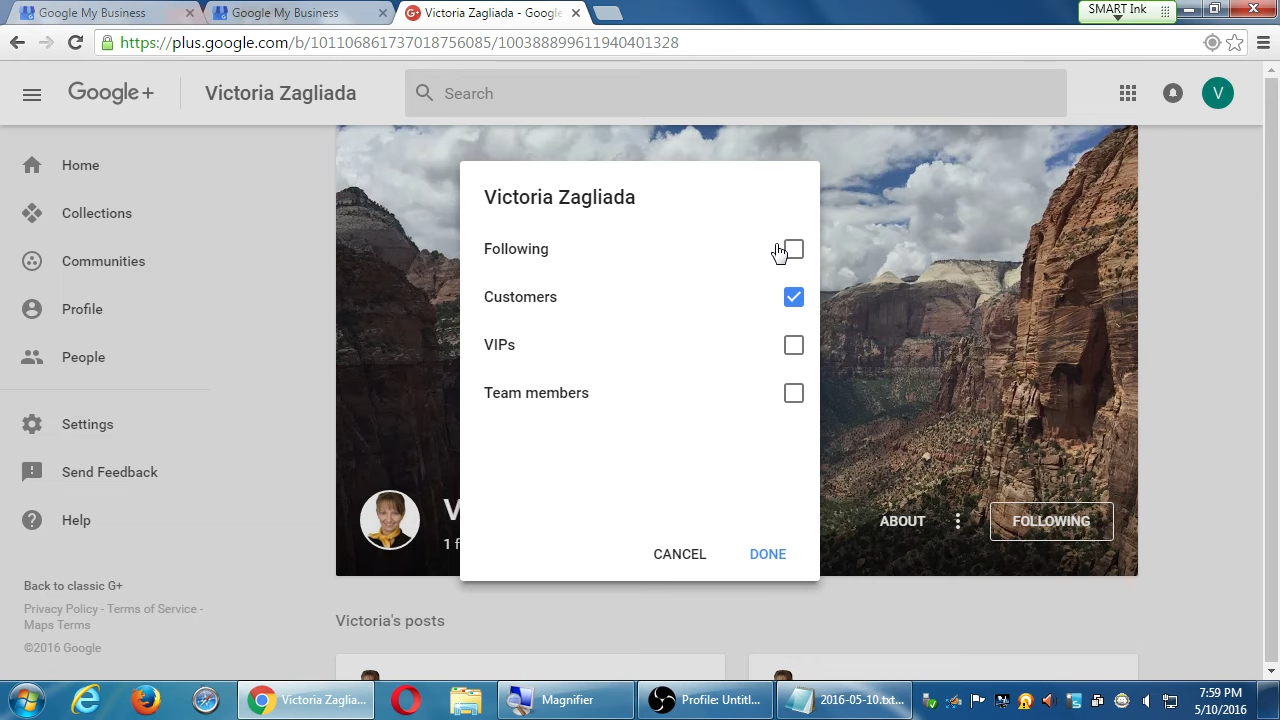 Google My Business
Google My Business
Victoria Zagliada - Google
SMART Ink
https://plus.google.com/b/101106861737018756085/100388899611940401328
Google+
Victoria Zagliada
Search
V
Home
Collections
Communities
Profile
People
Settings
Send Feedback
Help
Back to classic G+
Privacy Policy - Terms of Service -
Maps Terms
©2016 Google
Victoria Zagliada
Following
Customers
VIPs
Team members
CANCEL
DONE
V
1 f
ABOUT
FOLLOWING
Victoria's posts
Victoria Zaglia...
Magnifier
Profile: Untitl...
2016-05-10.txt...
7:59 PM
5/10/2016